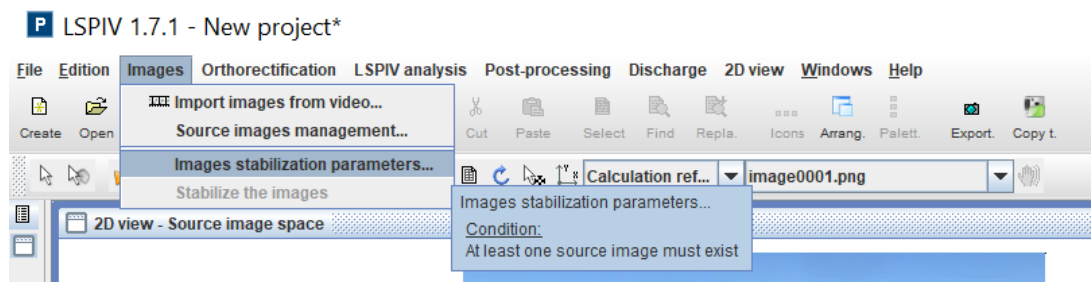 P LSPIV 1.7.1 - New project*
File Edition Images Orthorectification LSPIV analysis Post-processing Discharge 2D view Windows Help
Import images from video...
Source images management...
Images stabilization parameters...
Stabilize the images
Create Open Cut Paste Select Find Repla. Icons Arrang. Palett. Export. Copy t.
Calculation ref... image0001.png
Images stabilization parameters...
Condition:
At least one source image must exist
2D view - Source image space